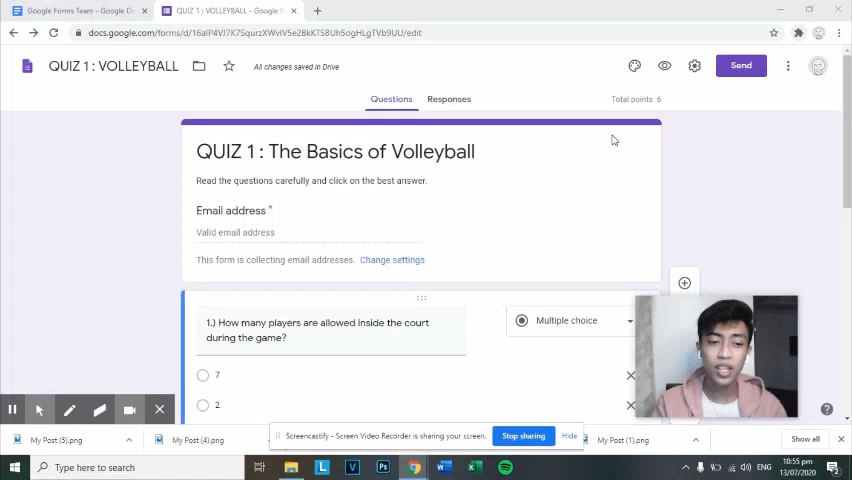 Google Forms Team - Google Do
QUIZ 1 : VOLLEYBALL - Google F
docs.google.com/forms/d/16alP4VJ7K7SqurzXWvlV5e2BkKTSBUh5ogHLgTVb9UU/edit
QUIZ 1 : VOLLEYBALL
All changes saved in Drive
Send
Questions
Responses
Total points: 6
QUIZ 1 : The Basics of Volleyball
Read the questions carefully and click on the best answer.
Email address *
Valid email address
This form is collecting email addresses. Change settings
1.) How many players are allowed inside the court
during the game?
Multiple choice
7
2
Screencastify - Screen Video Recorder is sharing your screen.
Stop sharing
Hide
My Post (5).png
My Post (4).png
My Post (1).png
Show all
Type here to search
ENG
10:55 pm
13/07/2020
2